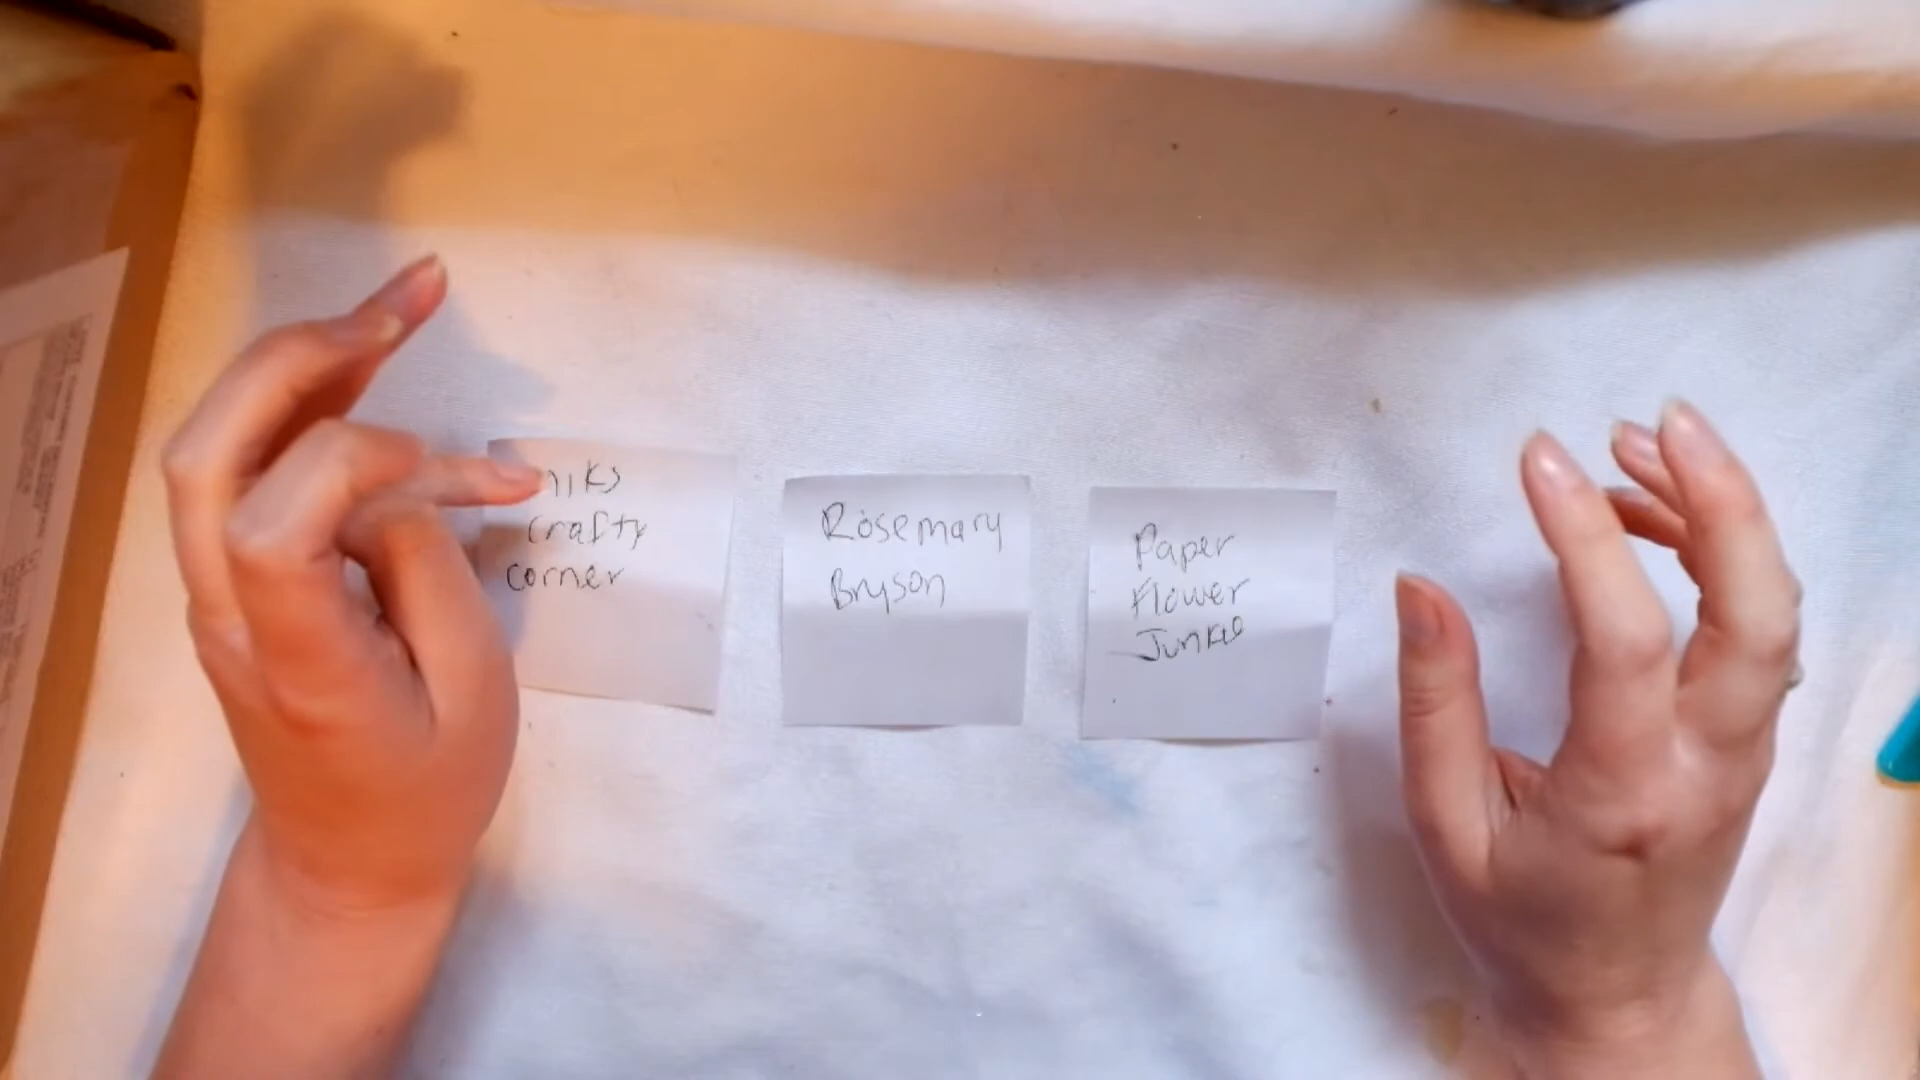 crafty
corner
Rosemary
Bryson
Paper
Flower
Junkie